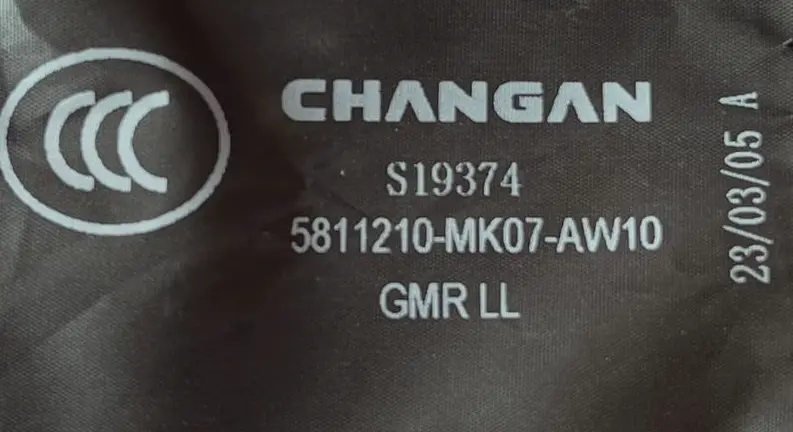 CCC
CHANGAN
S19374
5811210-MK07-AW10
GMR LL
23/03/05 A